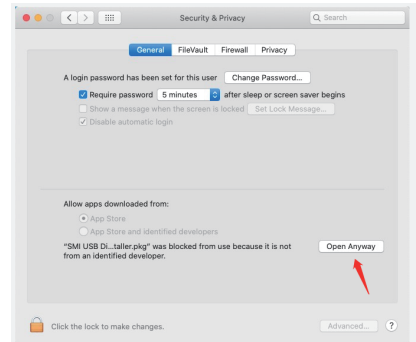 Security & Privacy
Search
General FileVault Firewall Privacy
A login password has been set for this user Change Password...
Require password 5 minutes after sleep or screen saver begins
Show a message when the screen is locked Set Lock Message...
Disable automatic login
Allow apps downloaded from:
App Store
App Store and identified developers
"SMI USB Di...taller.pkg" was blocked from use because it is not Open Anyway
from an identified developer.
Click the lock to make changes. Advanced... ?